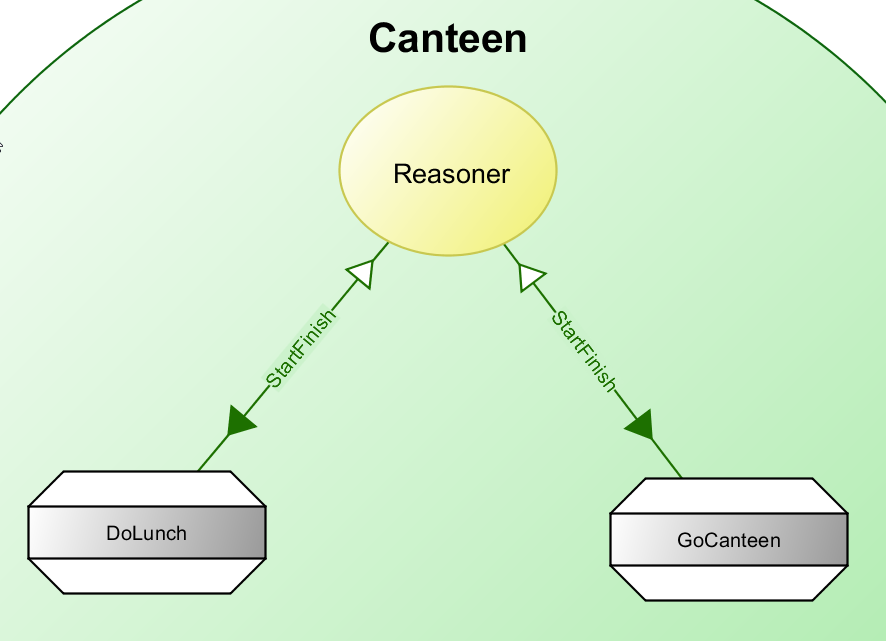 Canteen
Reasoner
StartFinish
StartFinish
DoLunch
GoCanteen